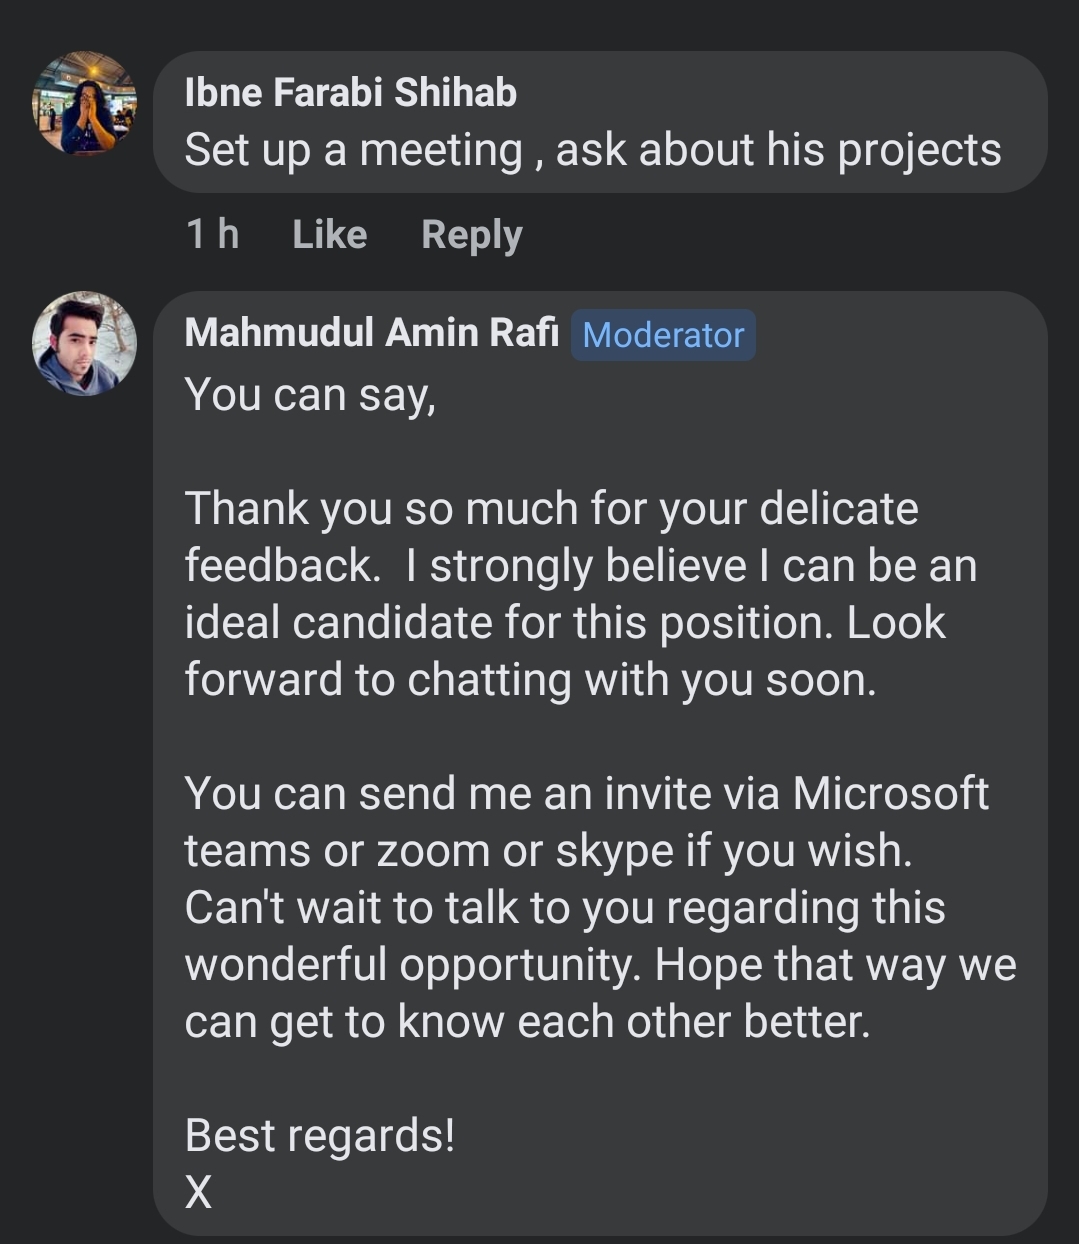 Ibne Farabi Shihab
Set up a meeting , ask about his projects
1 h Like Reply
Mahmudul Amin Rafi Moderator
You can say,
Thank you so much for your delicate
feedback.  I strongly believe I can be an
ideal candidate for this position. Look
forward to chatting with you soon.
You can send me an invite via Microsoft
teams or zoom or skype if you wish.
Can't wait to talk to you regarding this
wonderful opportunity. Hope that way we
can get to know each other better.
Best regards!
X